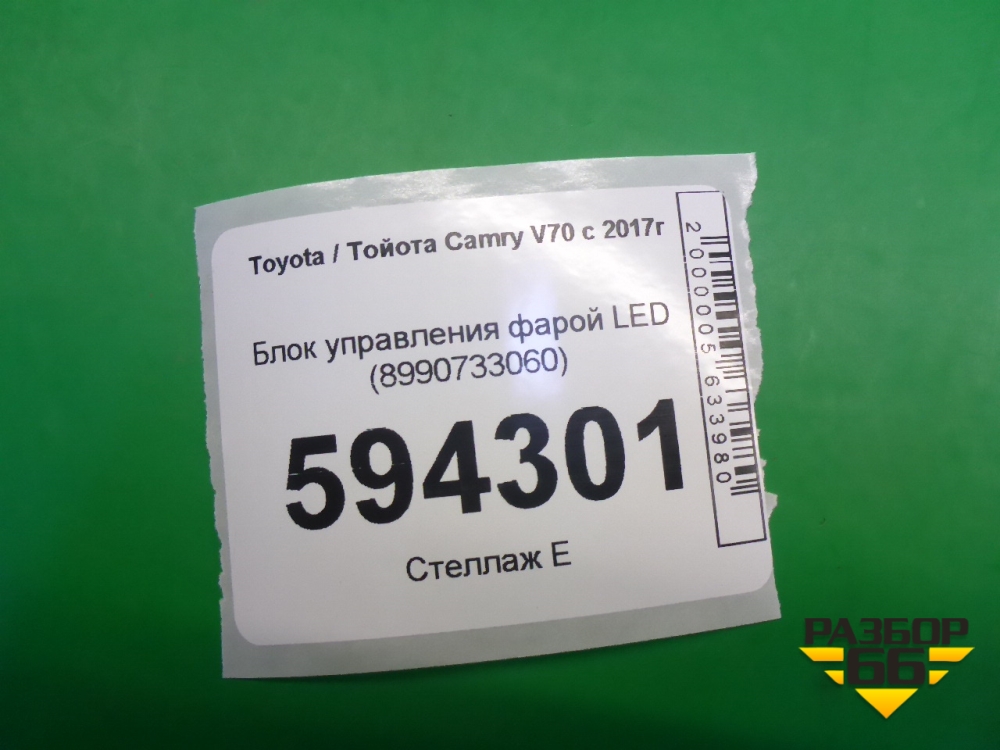 Toyota / Тойота Camry V70 с 2017г
Блок управления фарой LED
(8990733060)
594301
Стеллаж Е
2000005633980
РАЗБОР
66